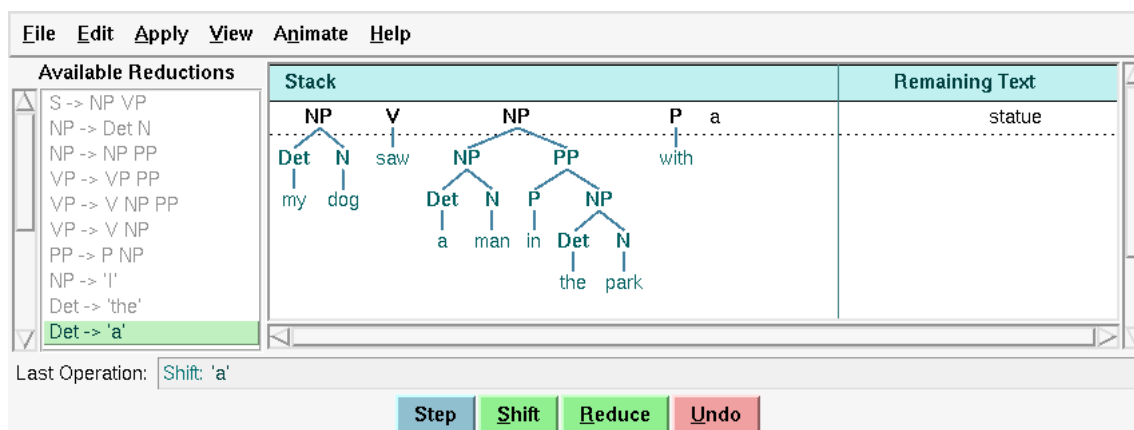 File Edit Apply View Animate Help
Available Reductions
S -> NP VP
NP -> Det N
NP -> NP PP
VP -> VP PP
VP -> V NP PP
VP -> V NP
PP -> P NP
NP -> 'I'
Det -> 'the'
Det -> 'a'
Stack Remaining Text
NP V NP P a statue
Det N saw NP PP with
my dog Det N P NP
a man in Det N
the park
Last Operation: Shift: 'a'
Step Shift Reduce Undo